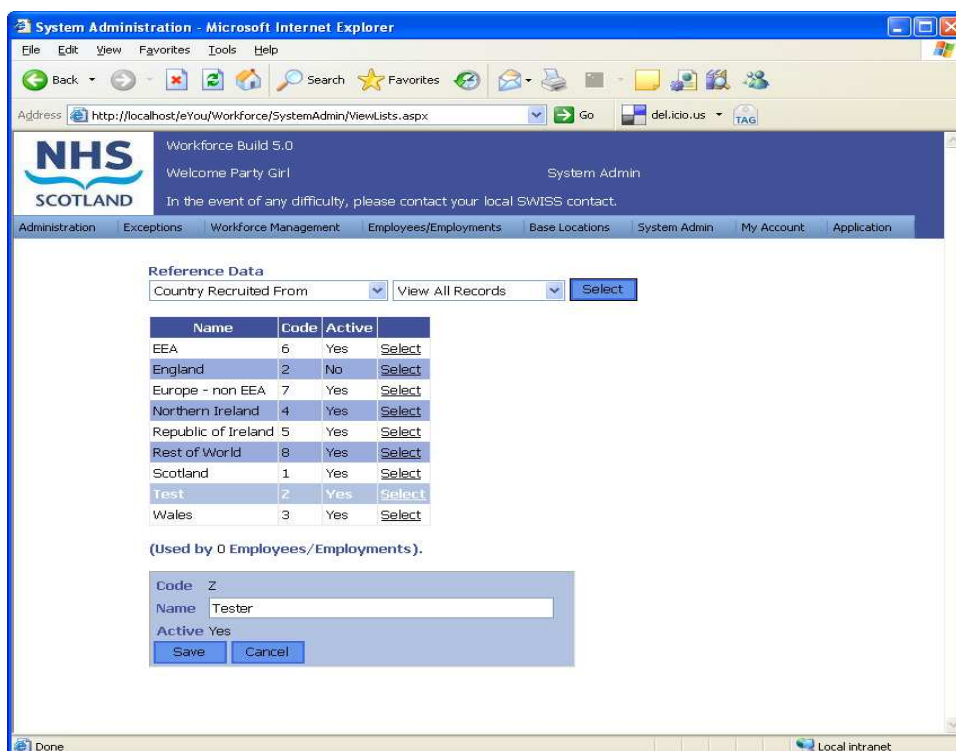 System Administration - Microsoft Internet Explorer
File Edit View Favorites Tools Help
Back Search Favorites
Address http://localhost/eYou/Workforce/SystemAdmin/ViewLists.aspx Go del.icio.us TAG
NHS
SCOTLAND
Workforce Build 5.0
Welcome Party Girl System Admin
In the event of any difficulty, please contact your local SWISS contact.
Administration Exceptions Workforce Management Employees/Employments Base Locations System Admin My Account Application
Reference Data
Country Recruited From View All Records Select
Name Code Active
EEA 6 Yes Select
England 2 No Select
Europe - non EEA 7 Yes Select
Northern Ireland 4 Yes Select
Republic of Ireland 5 Yes Select
Rest of World 8 Yes Select
Scotland 1 Yes Select
Test Z Yes Select
Wales 3 Yes Select
(Used by 0 Employees/Employments).
Code Z
Name Tester
Active Yes
Save Cancel
Done Local intranet